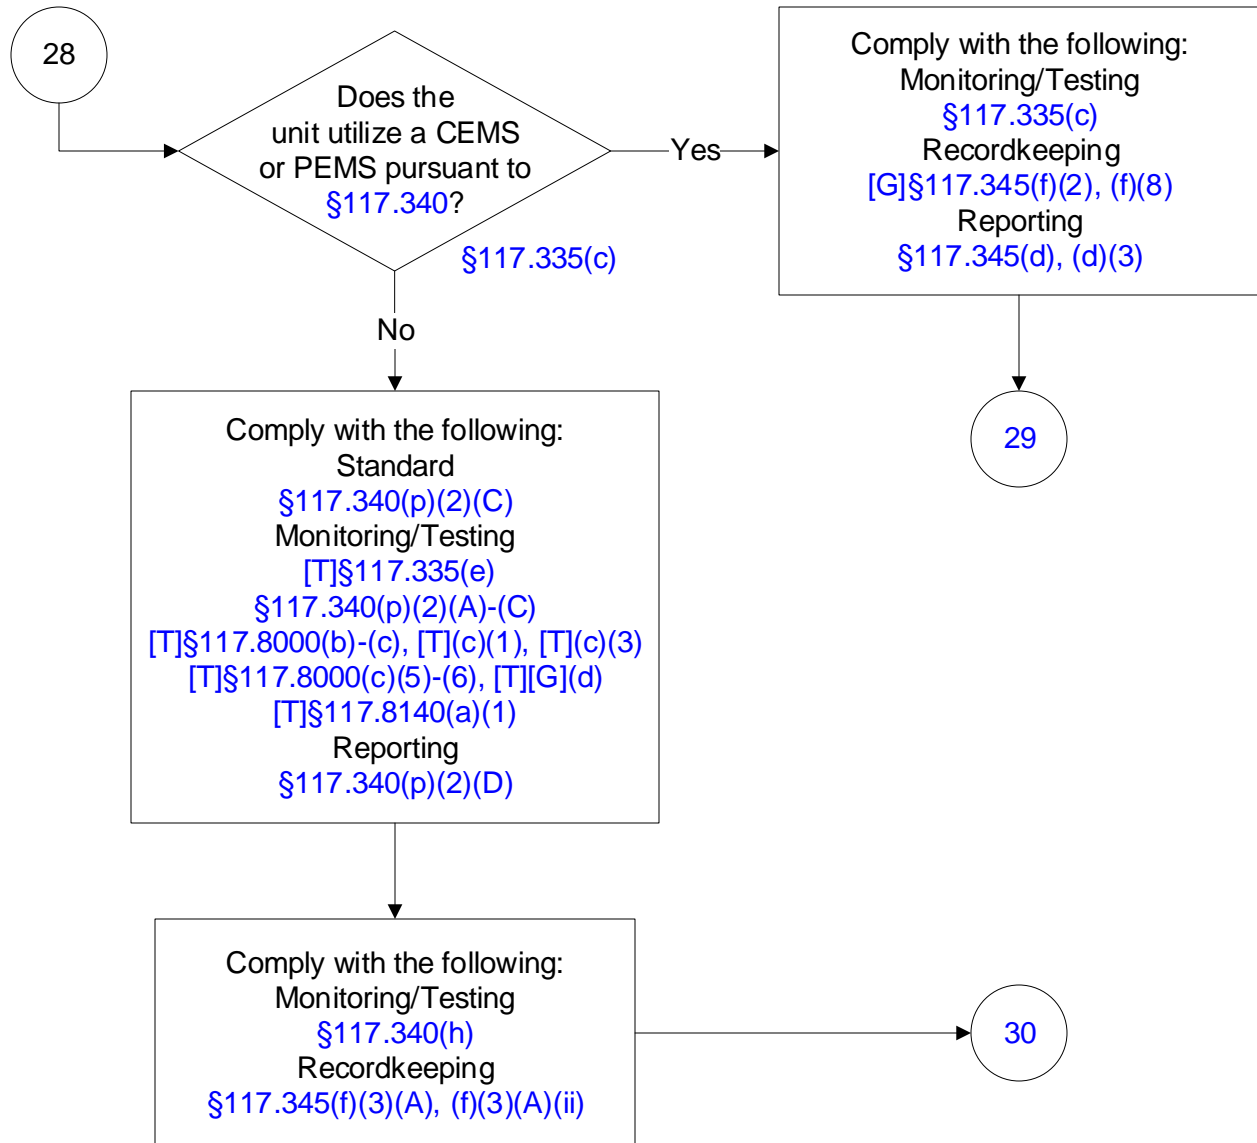 28
Does the
unit utilize a CEMS
or PEMS pursuant to
§117.340?
§117.335(c)
Yes
Comply with the following:
Monitoring/Testing
§117.335(c)
Recordkeeping
[G]§117.345(f)(2), (f)(8)
Reporting
§117.345(d), (d)(3)
29
No
Comply with the following:
Standard
§117.340(p)(2)(C)
Monitoring/Testing
[T]§117.335(e)
§117.340(p)(2)(A)-(C)
[T]§117.8000(b)-(c), [T](c)(1), [T](c)(3)
[T]§117.8000(c)(5)-(6), [T][G](d)
[T]§117.8140(a)(1)
Reporting
§117.340(p)(2)(D)
Comply with the following:
Monitoring/Testing
§117.340(h)
Recordkeeping
§117.345(f)(3)(A), (f)(3)(A)(ii)
30